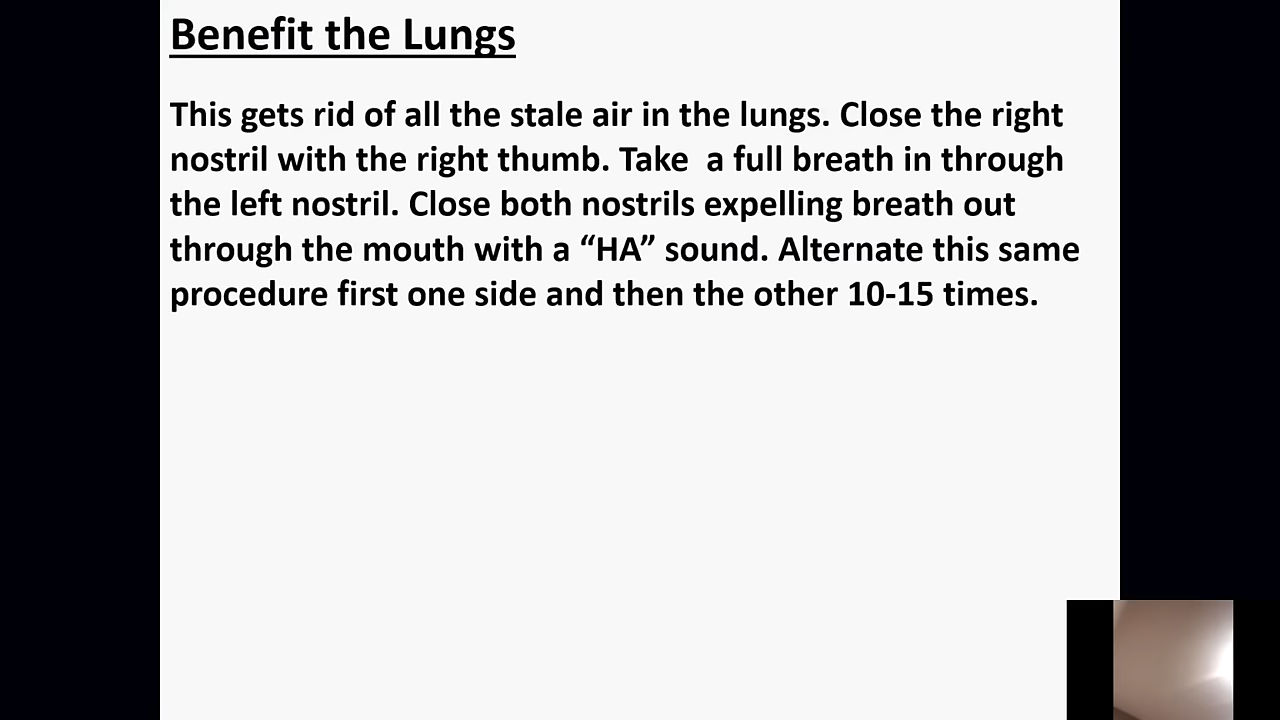 Benefit the Lungs
This gets rid of all the stale air in the lungs. Close the right
nostril with the right thumb. Take  a full breath in through
the left nostril. Close both nostrils expelling breath out
through the mouth with a “HA” sound. Alternate this same
procedure first one side and then the other 10-15 times.